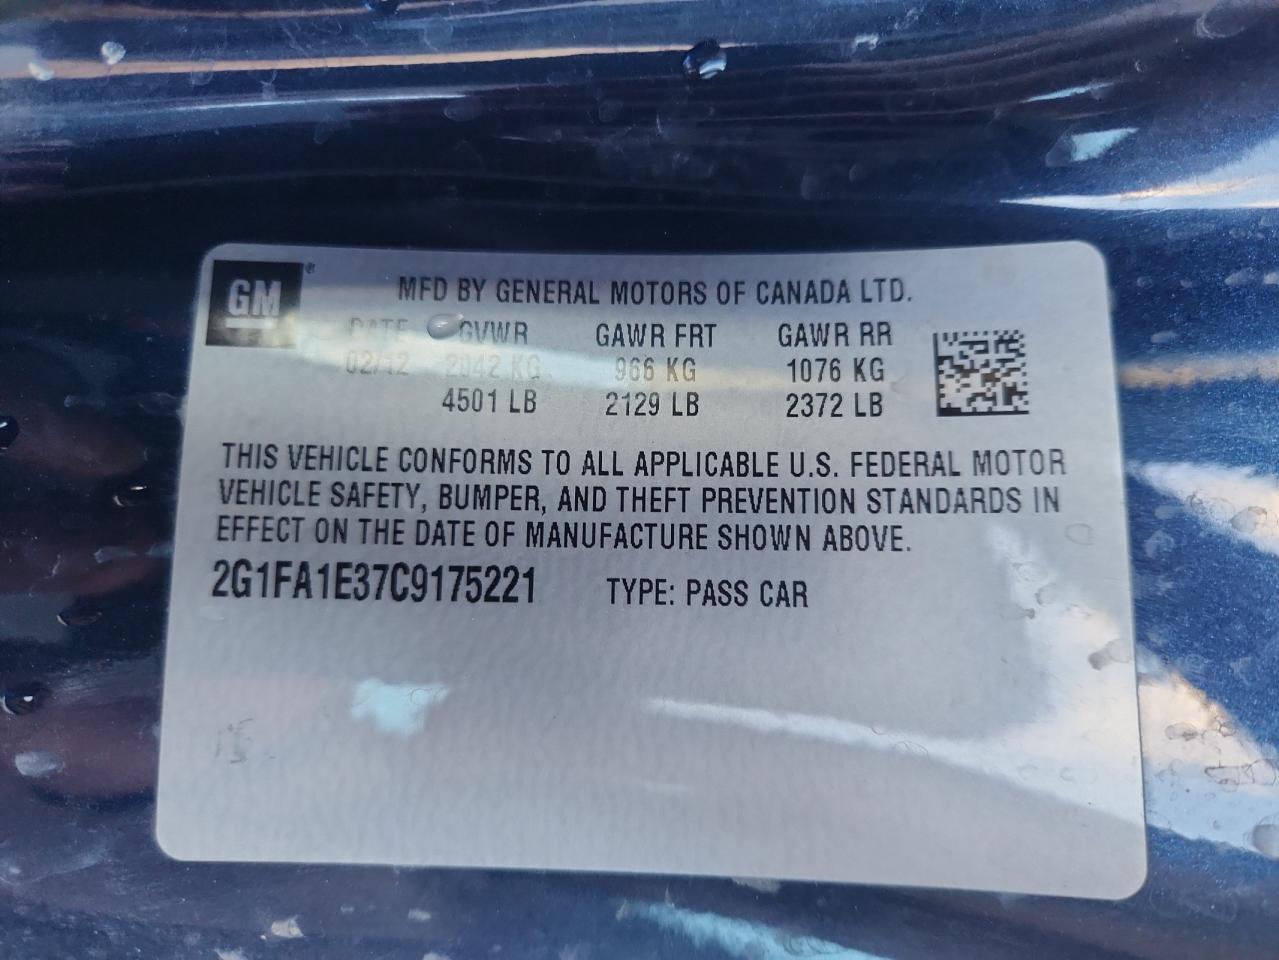 GM ®
MFD BY GENERAL MOTORS OF CANADA LTD.
DATE GVWR GAWR FRT GAWR RR
02/12 2042 KG 966 KG 1076 KG
4501 LB 2129 LB 2372 LB
THIS VEHICLE CONFORMS TO ALL APPLICABLE U.S. FEDERAL MOTOR
VEHICLE SAFETY, BUMPER, AND THEFT PREVENTION STANDARDS IN
EFFECT ON THE DATE OF MANUFACTURE SHOWN ABOVE.
2G1FA1E37C9175221 TYPE: PASS CAR